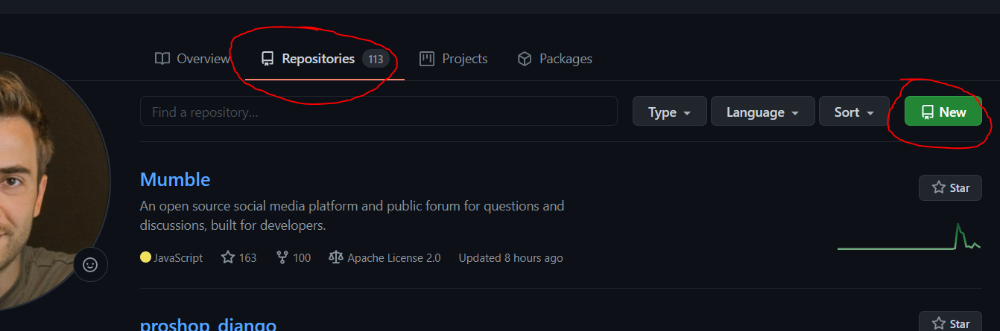 Overview Repositories 113 Projects Packages
Find a repository... Type Language Sort New
Mumble
Star
An open source social media platform and public forum for questions and
discussions, built for developers.
JavaScript 163 100 Apache License 2.0 Updated 8 hours ago
proshop_django
Star